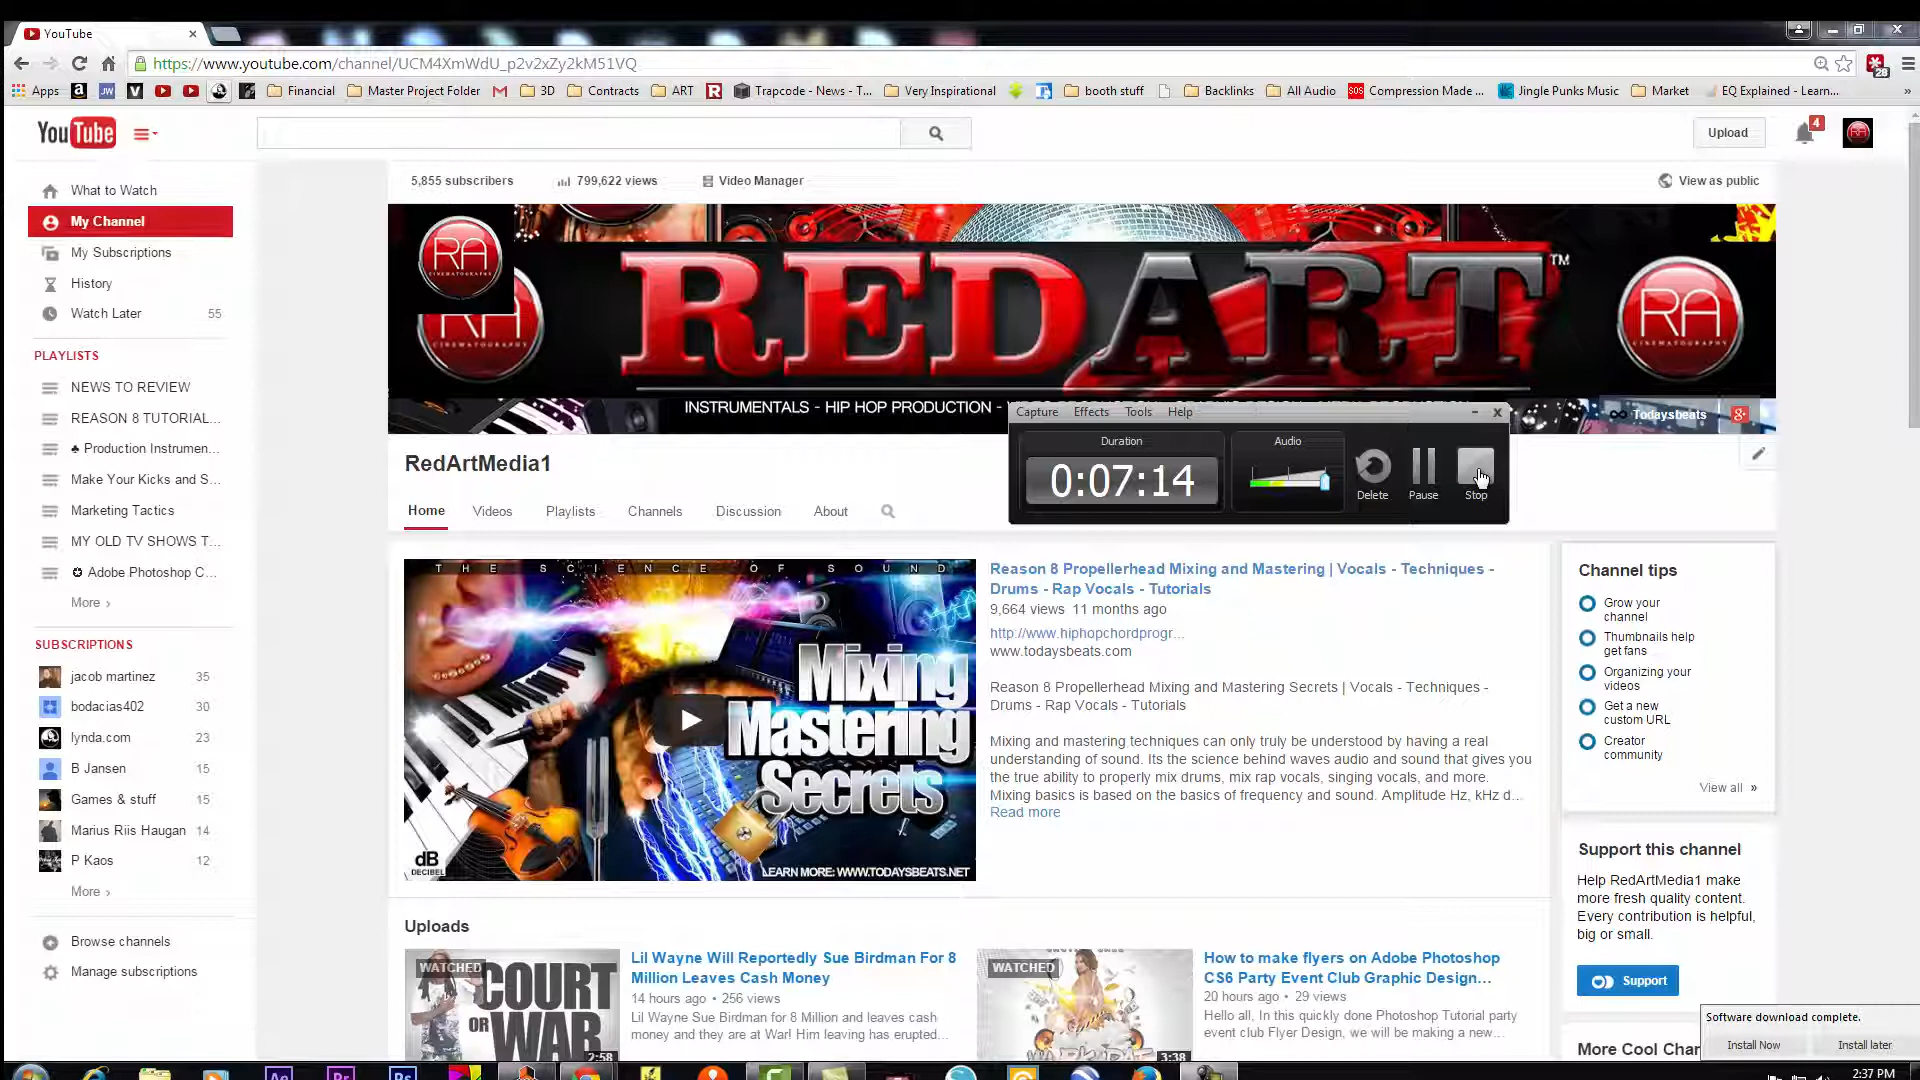 YouTube
https://www.youtube.com/channel/UCM4XmWdU_p2v2xZy2kM51VQ
Apps
Financial
Master Project Folder
3D
Contracts
ART
Trapcode - News - T...
Very Inspirational
booth stuff
Backlinks
All Audio
Compression Made ...
Jingle Punks Music
Market
EQ Explained - Learn...
28
YouTube
Upload
4
What to Watch
My Channel
My Subscriptions
History
Watch Later 55
PLAYLISTS
NEWS TO REVIEW
REASON 8 TUTORIAL...
♣ Production Instrumen...
Make Your Kicks and S...
Marketing Tactics
MY OLD TV SHOWS T...
✪ Adobe Photoshop C...
More ›
SUBSCRIPTIONS
jacob martinez 35
bodacias402 30
lynda.com 23
B Jansen 15
Games & stuff 15
Marius Riis Haugan 14
P Kaos 12
More ›
Browse channels
Manage subscriptions
5,855 subscribers
799,622 views
Video Manager
View as public
RA
CINEMATOGRAPHY
REDART™
RA
CINEMATOGRAPHY
INSTRUMENTALS - HIP HOP PRODUCTION -
Todaysbeats
RedArtMedia1
Home Videos Playlists Channels Discussion About
Capture Effects Tools Help
Duration
0:07:14
Audio
Delete
Pause
Stop
THE SCIENCE OF SOUND
Mixing
Mastering
Secrets
dB
DECIBEL
LEARN MORE: WWW.TODAYSBEATS.NET
Reason 8 Propellerhead Mixing and Mastering | Vocals - Techniques -
Drums - Rap Vocals - Tutorials
9,664 views 11 months ago
http://www.hiphopchordprogr...
www.todaysbeats.com
Reason 8 Propellerhead Mixing and Mastering Secrets | Vocals - Techniques -
Drums - Rap Vocals - Tutorials
Mixing and mastering techniques can only truly be understood by having a real
understanding of sound. Its the science behind waves audio and sound that gives you
the true ability to properly mix drums, mix rap vocals, singing vocals, and more.
Mixing basics is based on the basics of frequency and sound. Amplitude Hz, kHz d...
Read more
Channel tips
Grow your
channel
Thumbnails help
get fans
Organizing your
videos
Get a new
custom URL
Creator
community
View all »
Support this channel
Help RedArtMedia1 make
more fresh quality content.
Every contribution is helpful,
big or small.
Support
More Cool Char
Uploads
WATCHED
COURT
OR
WAR
2:58
Lil Wayne Will Reportedly Sue Birdman For 8
Million Leaves Cash Money
14 hours ago • 256 views
Lil Wayne Sue Birdman for 8 Million and leaves cash
money and they are at War! Him leaving has erupted...
WATCHED
3:38
How to make flyers on Adobe Photoshop
CS6 Party Event Club Graphic Design...
20 hours ago • 29 views
Hello all, In this quickly done Photoshop Tutorial party
event club Flyer Design, we will be making a new...
Software download complete.
Install Now
Install later
Ae
Pr
Ps
2:37 PM